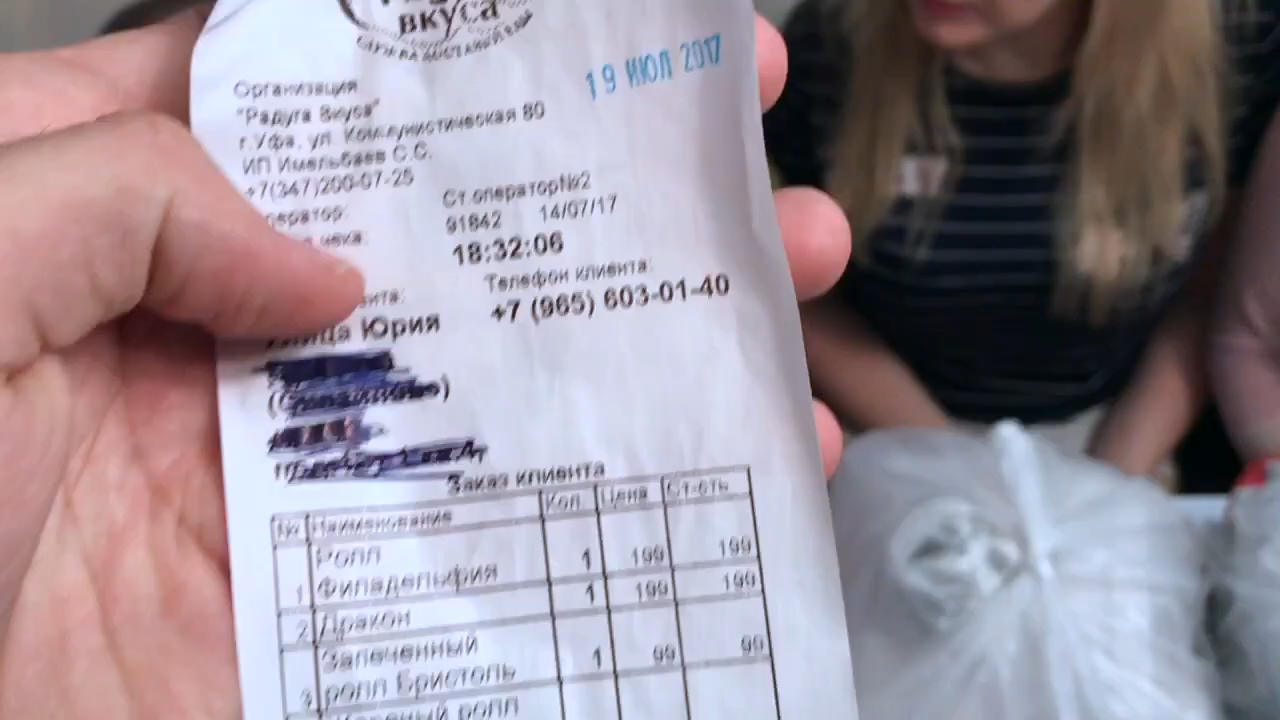 вкуса
19 ИЮЛ 2017
Организация
"Радуга Вкуса"
г.Уфа, ул. Коммунистическая 80
ИП Имельбаев С.С.
+7(347)200-07-25
Ст.оператор№2
91842 14/07/17
18:32:06
Телефон клиента:
+7 (965) 603-01-40
Юрия
Заказ клиента
№ Наименование Кол Цена Ст-сть
1 Ролл Филадельфия 1 199 199
2 Дракон 1 199 199
3 Запеченный
ролл Бристоль 1 99 99
ролл